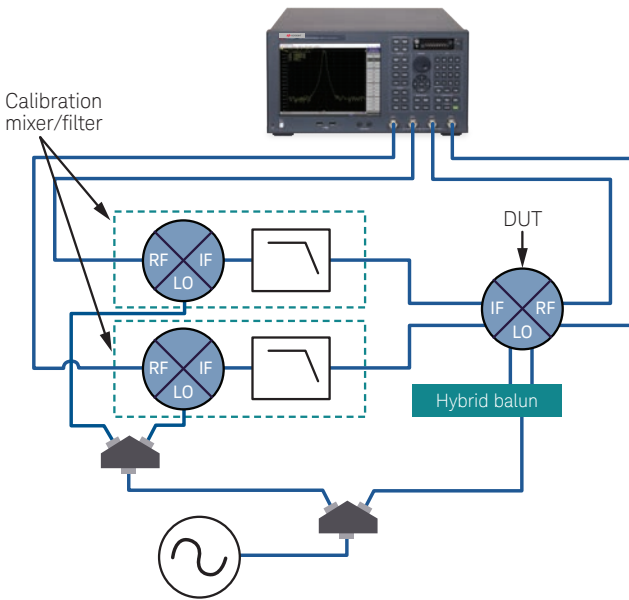 Calibration
mixer/filter
DUT
RF
IF
LO
IF
RF
LO
RF
IF
LO
Hybrid balun